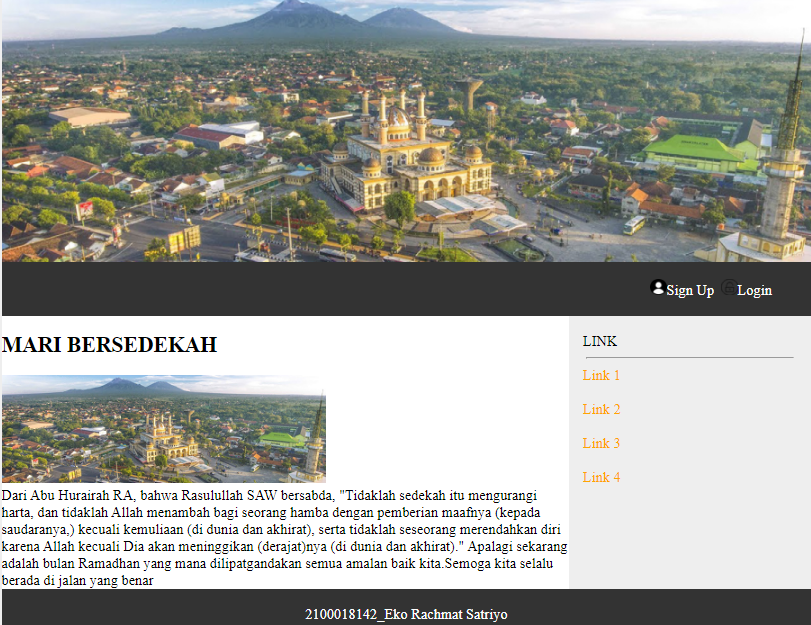 Sign Up Login
MARI BERSEDEKAH
Dari Abu Hurairah RA, bahwa Rasulullah SAW bersabda, "Tidaklah sedekah itu mengurangi
harta, dan tidaklah Allah menambah bagi seorang hamba dengan pemberian maafnya (kepada
saudaranya,) kecuali kemuliaan (di dunia dan akhirat), serta tidaklah seseorang merendahkan diri
karena Allah kecuali Dia akan meninggikan (derajat)nya (di dunia dan akhirat)." Apalagi sekarang
adalah bulan Ramadhan yang mana dilipatgandakan semua amalan baik kita.Semoga kita selalu
berada di jalan yang benar
LINK
Link 1
Link 2
Link 3
Link 4
2100018142_Eko Rachmat Satriyo